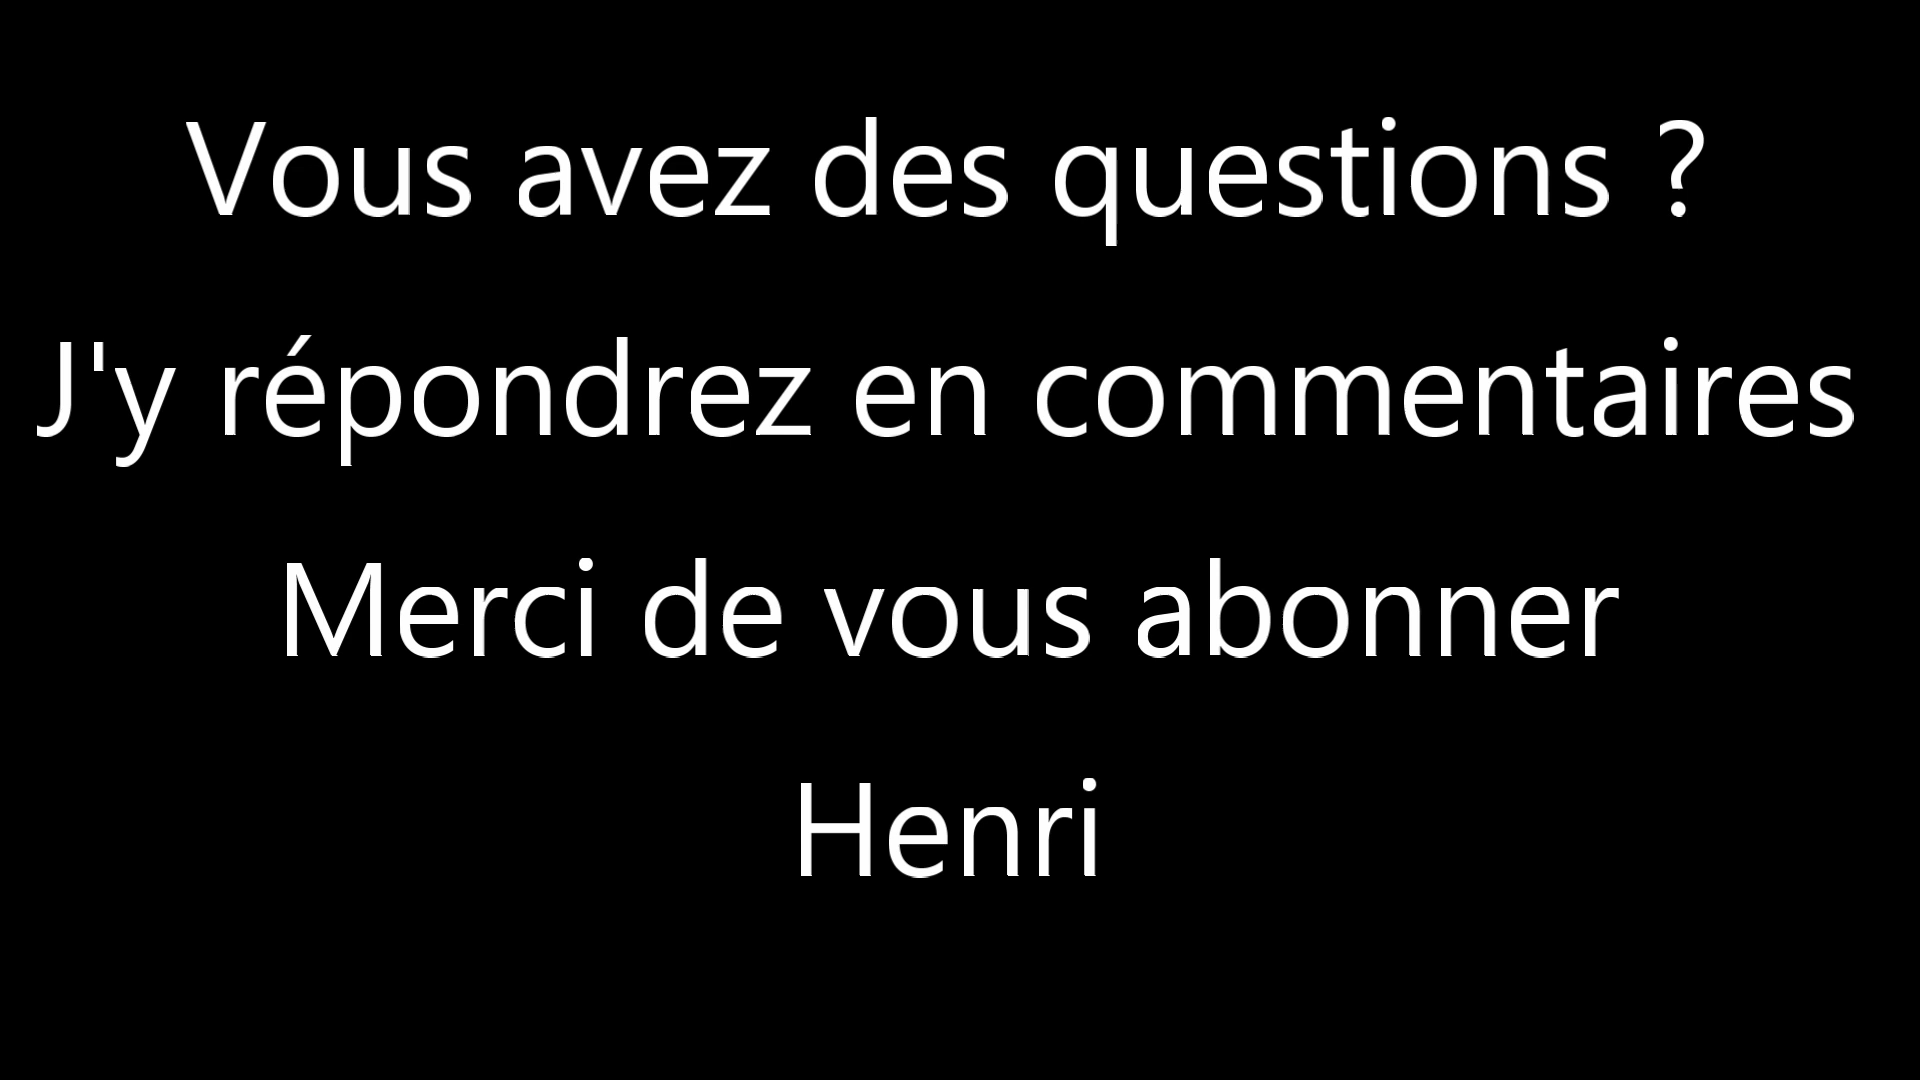 Vous avez des questions ?
J'y répondrez en commentaires
Merci de vous abonner
Henri